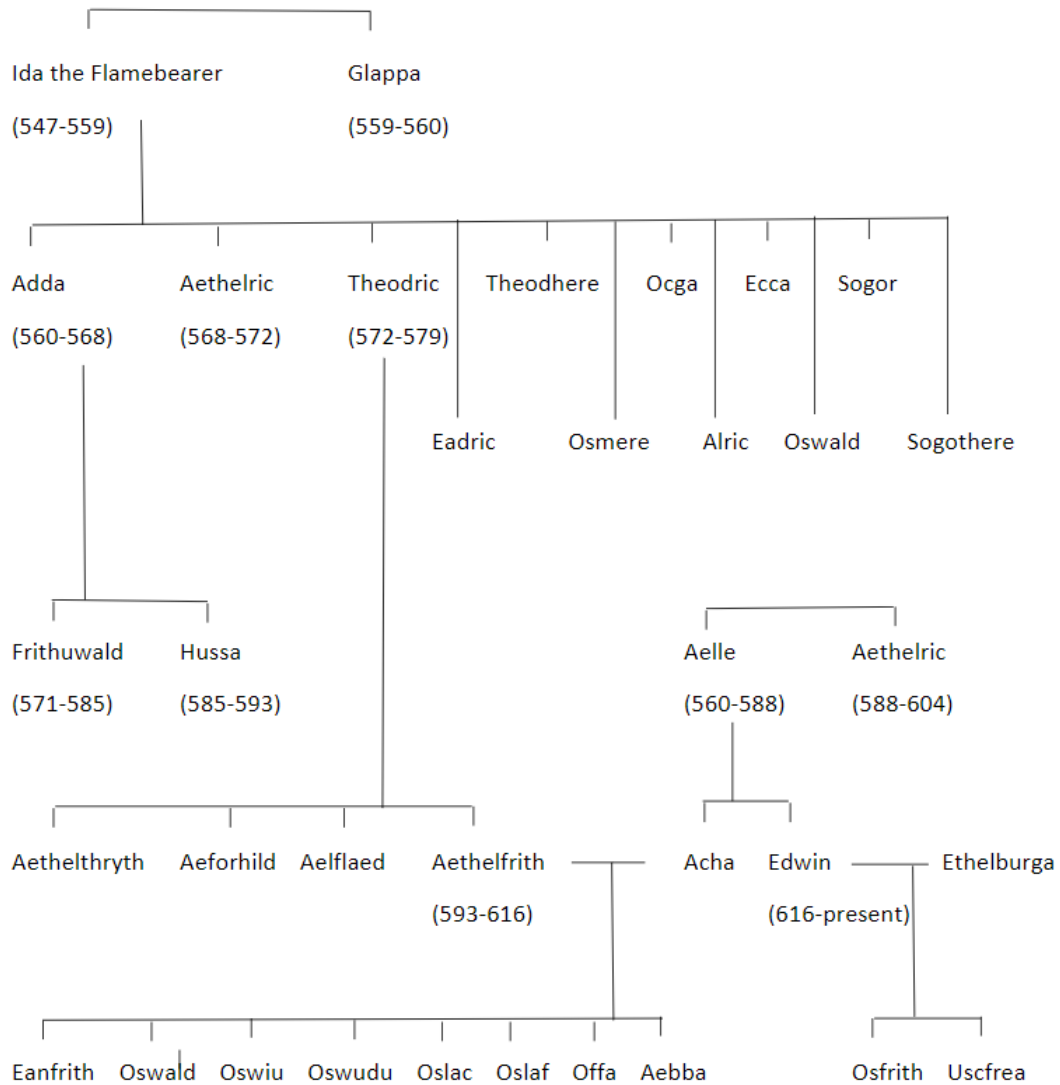 Ida the Flamebearer Glappa
(547-559) (559-560)
Adda Aethelric Theodric Theodhere Ocga Ecca Sogor
(560-568) (568-572) (572-579)
Eadric Osmere Alric Oswald Sogothere
Frithuwald Hussa Aelle Aethelric
(571-585) (585-593) (560-588) (588-604)
Aethelthryth Aeforhild Aelflaed Aethelfrith Acha Edwin Ethelburga
(593-616) (616-present)
Eanfrith Oswald Oswiu Oswudu Oslac Oslaf Offa Aebba Osfrith Uscfrea